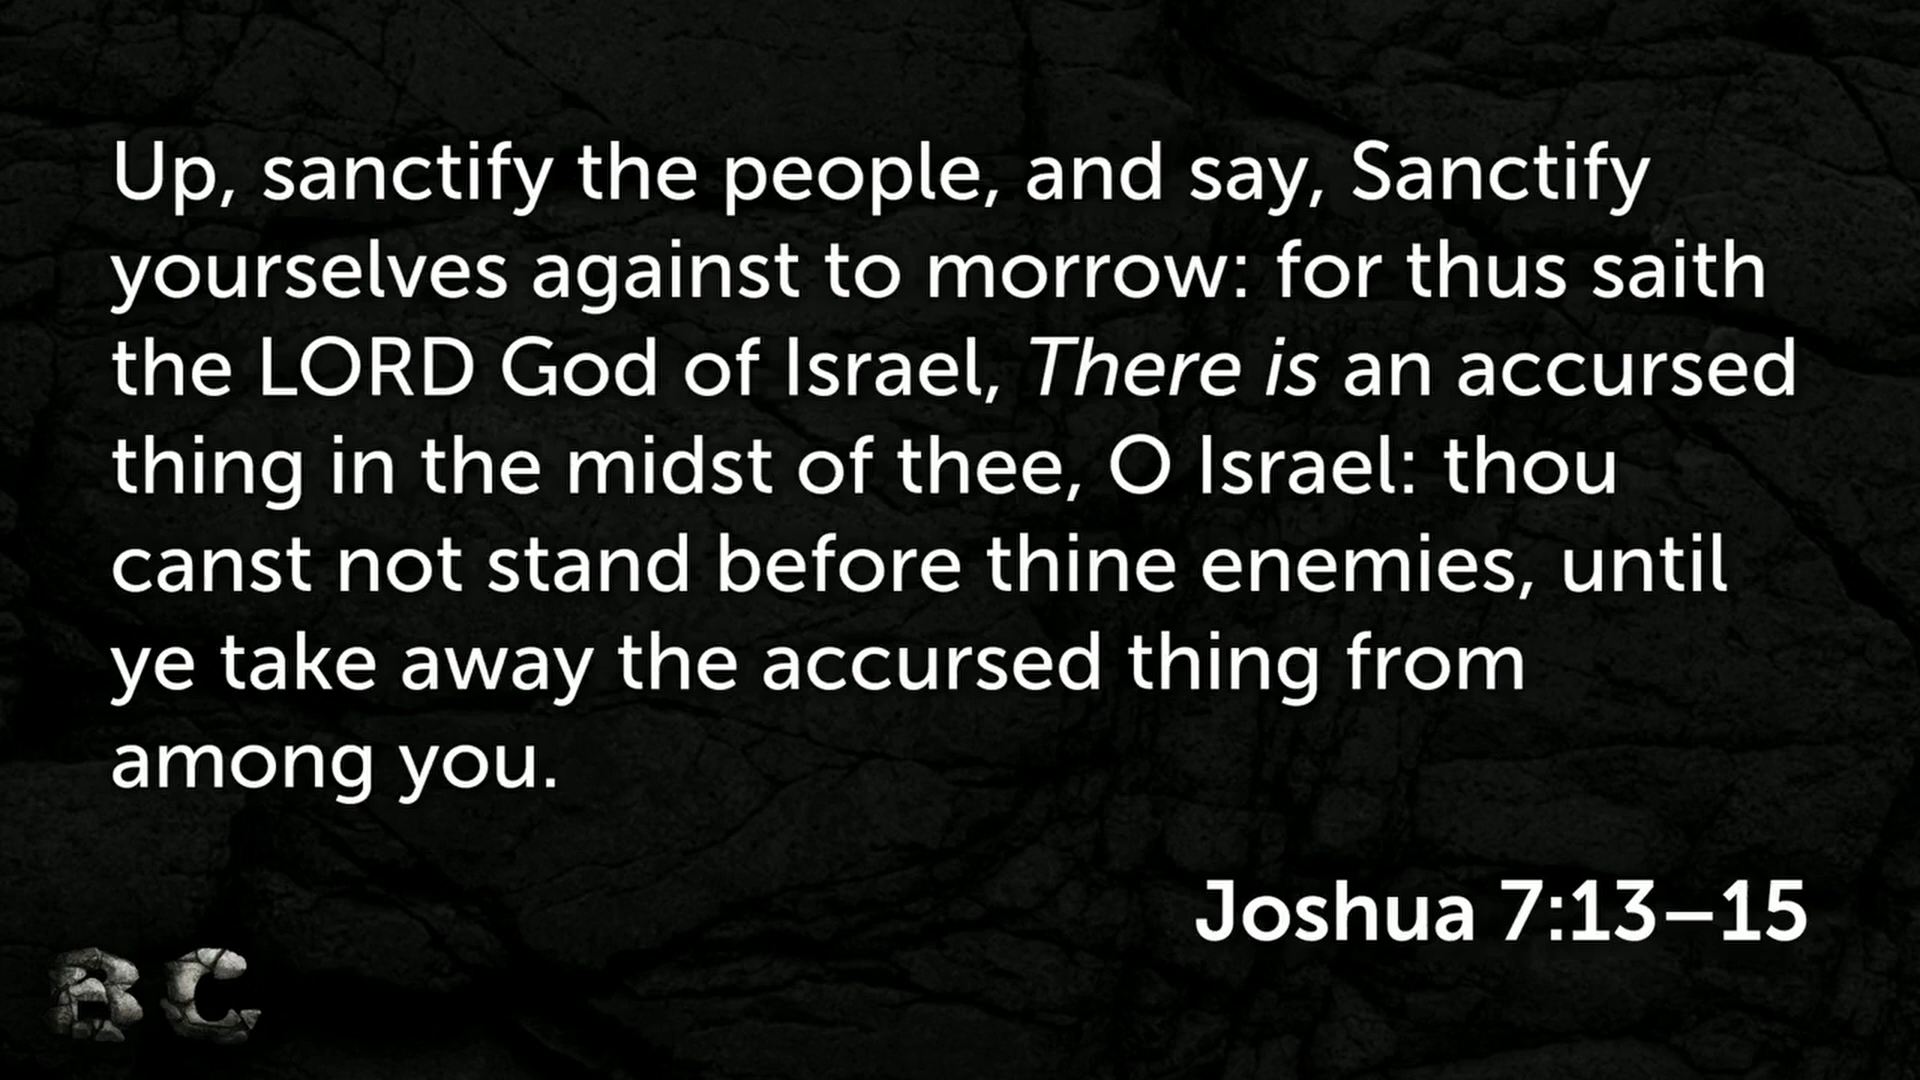 Up, sanctify the people, and say, Sanctify
yourselves against to morrow: for thus saith
the LORD God of Israel, There is an accursed
thing in the midst of thee, O Israel: thou
canst not stand before thine enemies, until
ye take away the accursed thing from
among you.
Joshua 7:13–15
BC